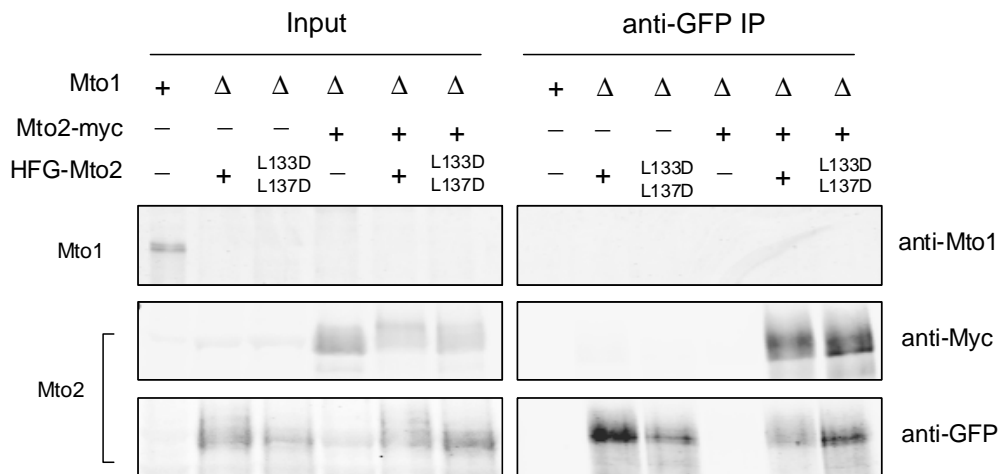 Input anti-GFP IP
Mto1 + Δ Δ Δ Δ Δ + Δ Δ Δ Δ Δ
Mto2-myc – – – + + + – – – + + +
HFG-Mto2 – + L133D L137D – + L133D L137D – + L133D L137D – + L133D L137D
Mto1 anti-Mto1
anti-Myc
Mto2
anti-GFP